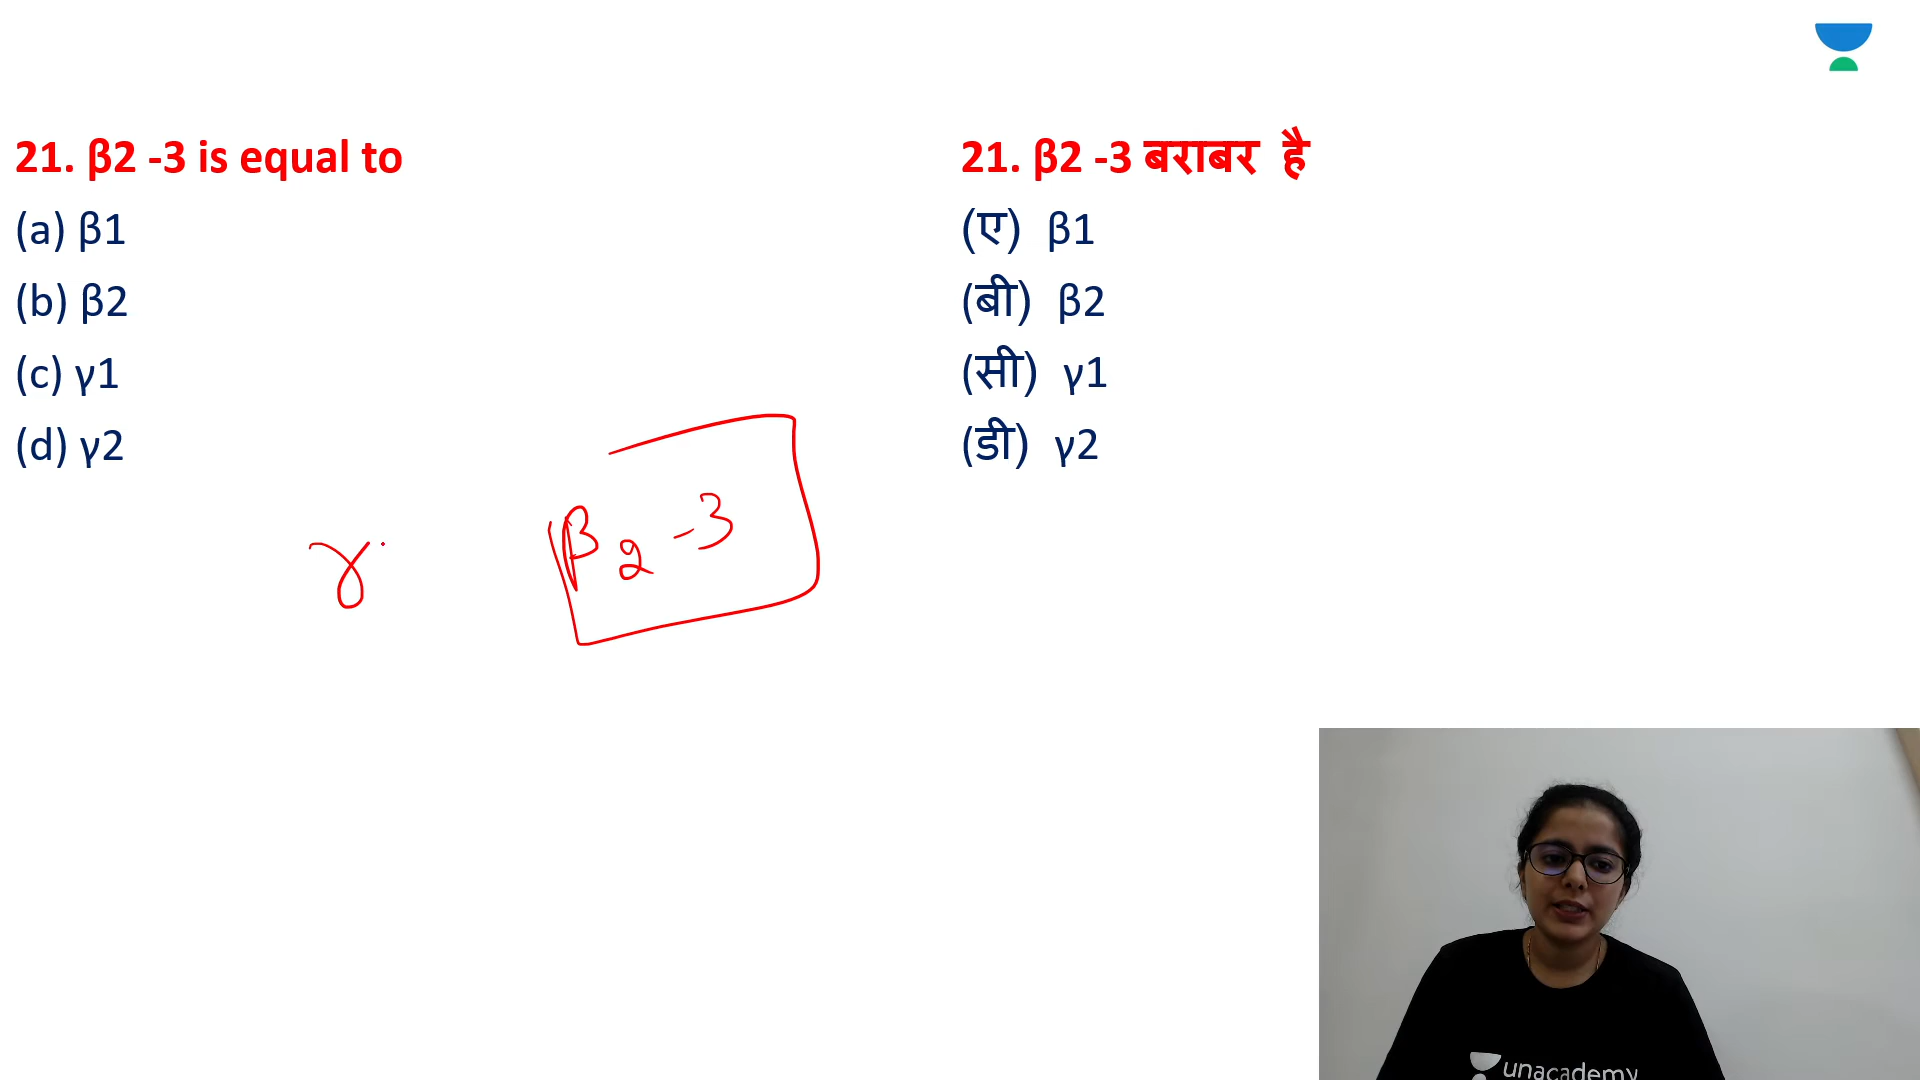 21. β2 -3 is equal to
(a) β1
(b) β2
(c) γ1
(d) γ2
21. β2 -3 बराबर है
(ए) β1
(बी) β2
(सी) γ1
(डी) γ2
γ
β2 -3
unacademy